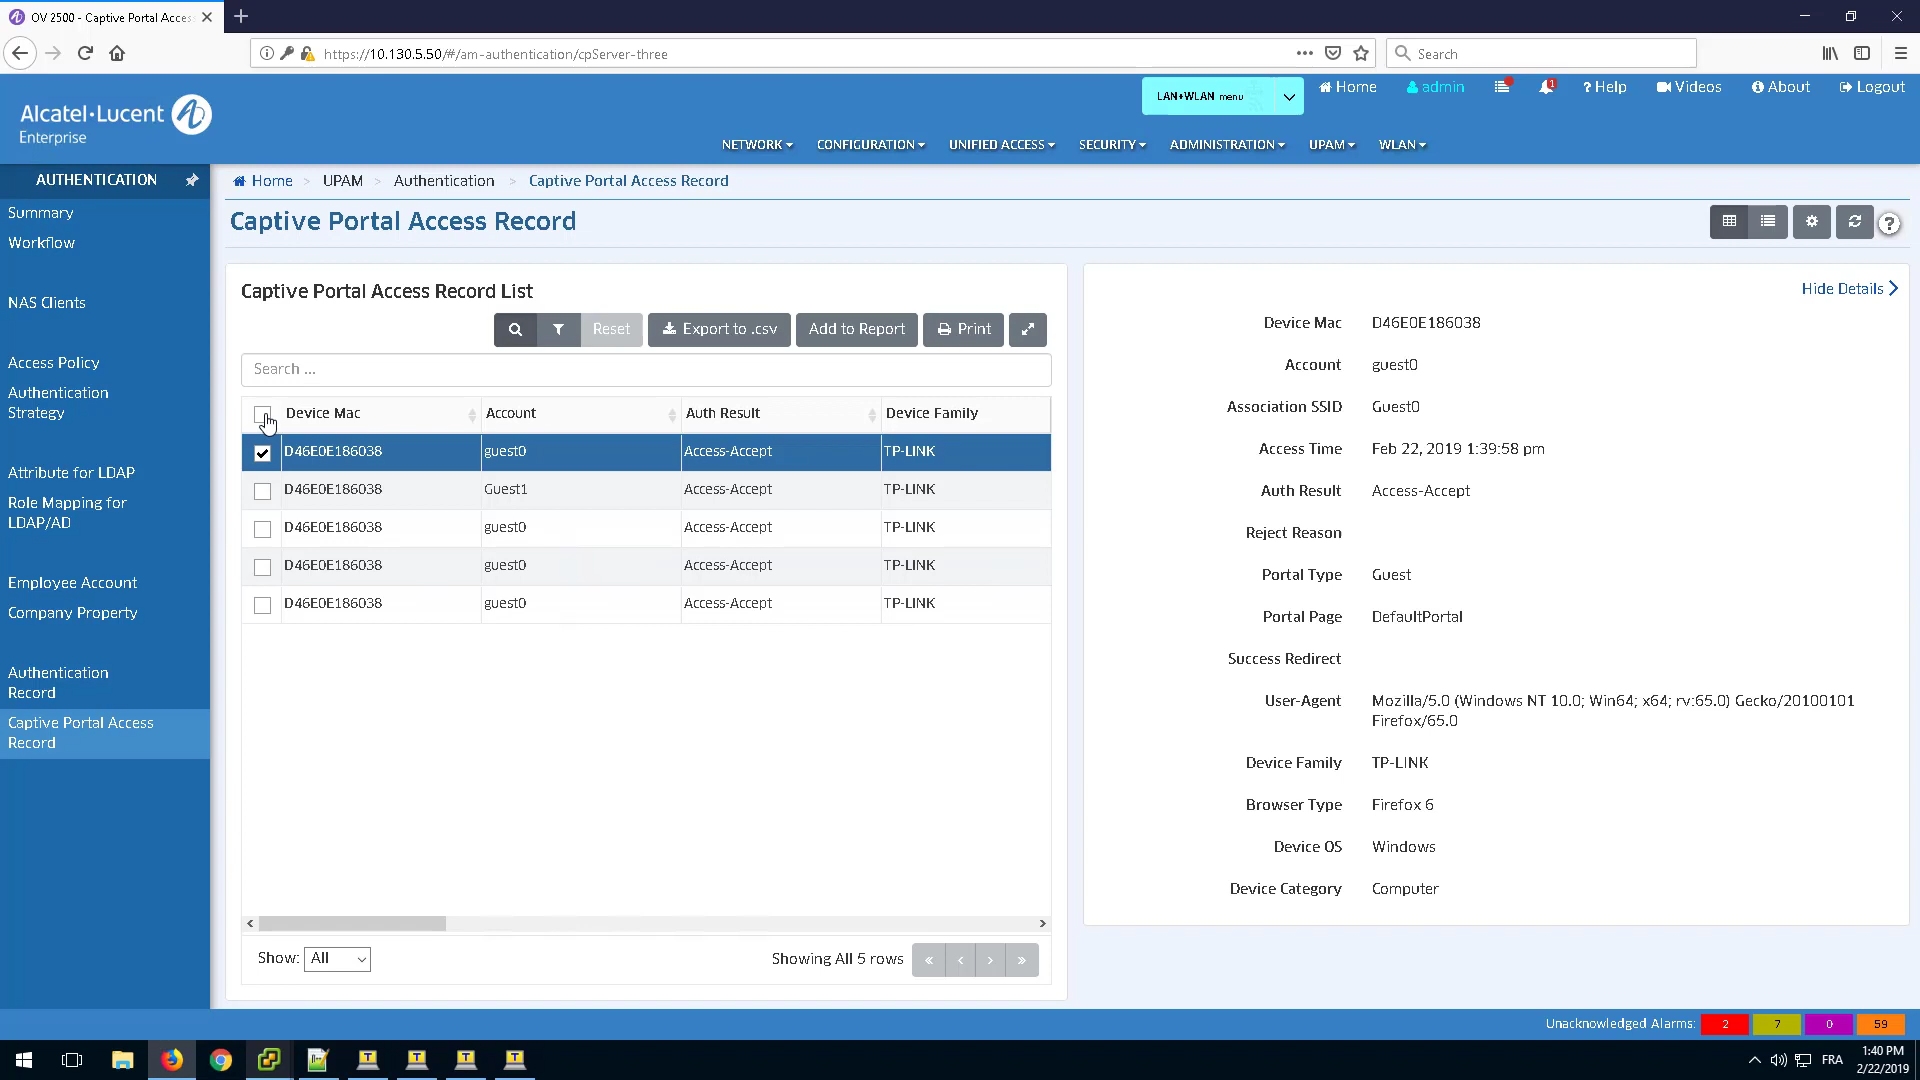 OV 2500 - Captive Portal Acces
https://10.130.5.50/#/am-authentication/cpServer-three
Search
LAN+WLAN menu
Home
admin
1
? Help
Videos
About
Logout
Alcatel·Lucent
Enterprise
NETWORK
CONFIGURATION
UNIFIED ACCESS
SECURITY
ADMINISTRATION
UPAM
WLAN
AUTHENTICATION
Summary
Workflow
NAS Clients
Access Policy
Authentication
Strategy
Attribute for LDAP
Role Mapping for
LDAP/AD
Employee Account
Company Property
Authentication
Record
Captive Portal Access
Record
Home > UPAM > Authentication > Captive Portal Access Record
Captive Portal Access Record
?
Captive Portal Access Record List
Reset
Export to .csv
Add to Report
Print
Search ...
Device Mac Account Auth Result Device Family
D46E0E186038 guest0 Access-Accept TP-LINK
D46E0E186038 Guest1 Access-Accept TP-LINK
D46E0E186038 guest0 Access-Accept TP-LINK
D46E0E186038 guest0 Access-Accept TP-LINK
D46E0E186038 guest0 Access-Accept TP-LINK
Show: All
Showing All 5 rows
« ‹ › »
Hide Details
Device Mac D46E0E186038
Account guest0
Association SSID Guest0
Access Time Feb 22, 2019 1:39:58 pm
Auth Result Access-Accept
Reject Reason
Portal Type Guest
Portal Page DefaultPortal
Success Redirect
User-Agent Mozilla/5.0 (Windows NT 10.0; Win64; x64; rv:65.0) Gecko/20100101
Firefox/65.0
Device Family TP-LINK
Browser Type Firefox 6
Device OS Windows
Device Category Computer
Unacknowledged Alarms: 2 7 0 59
FRA
1:40 PM
2/22/2019